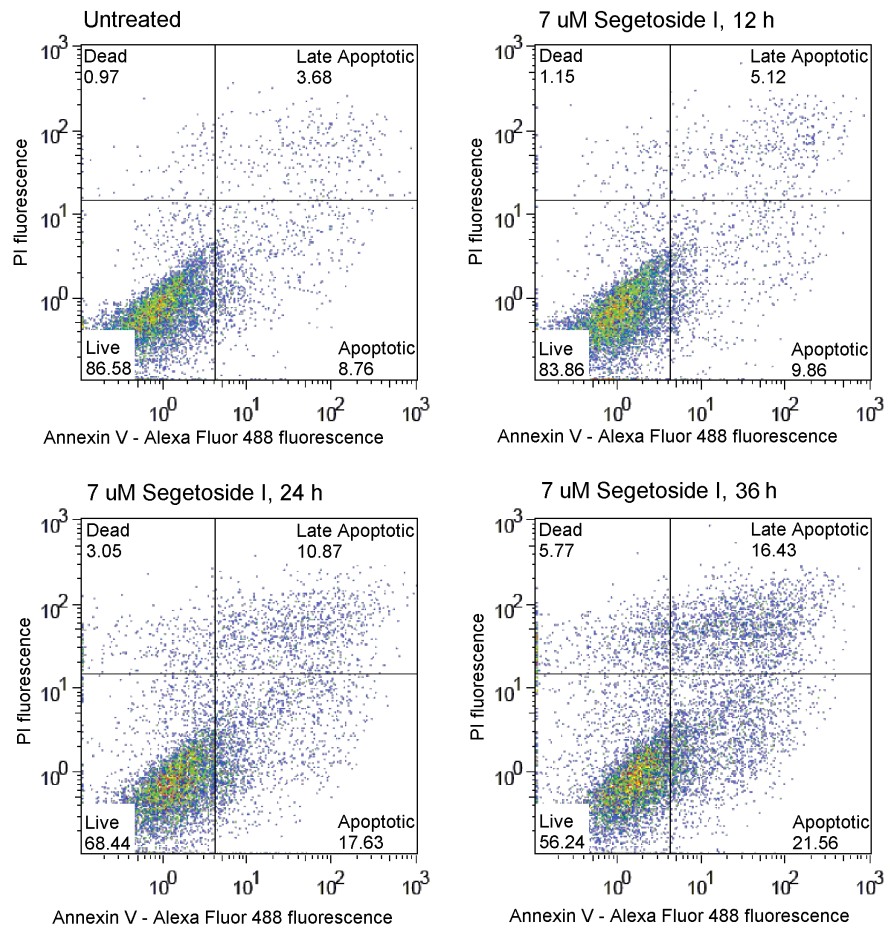 Untreated
10³
Dead
0.97
Late Apoptotic
3.68
10²
10¹
10⁰
PI fluorescence
Live
86.58
Apoptotic
8.76
10⁰ 10¹ 10² 10³
Annexin V - Alexa Fluor 488 fluorescence
7 uM Segetoside I, 12 h
10³
Dead
1.15
Late Apoptotic
5.12
10²
10¹
10⁰
PI fluorescence
Live
83.86
Apoptotic
9.86
10⁰ 10¹ 10² 10³
Annexin V - Alexa Fluor 488 fluorescence
7 uM Segetoside I, 24 h
10³
Dead
3.05
Late Apoptotic
10.87
10²
10¹
10⁰
PI fluorescence
Live
68.44
Apoptotic
17.63
10⁰ 10¹ 10² 10³
Annexin V - Alexa Fluor 488 fluorescence
7 uM Segetoside I, 36 h
10³
Dead
5.77
Late Apoptotic
16.43
10²
10¹
10⁰
PI fluorescence
Live
56.24
Apoptotic
21.56
10⁰ 10¹ 10² 10³
Annexin V - Alexa Fluor 488 fluorescence